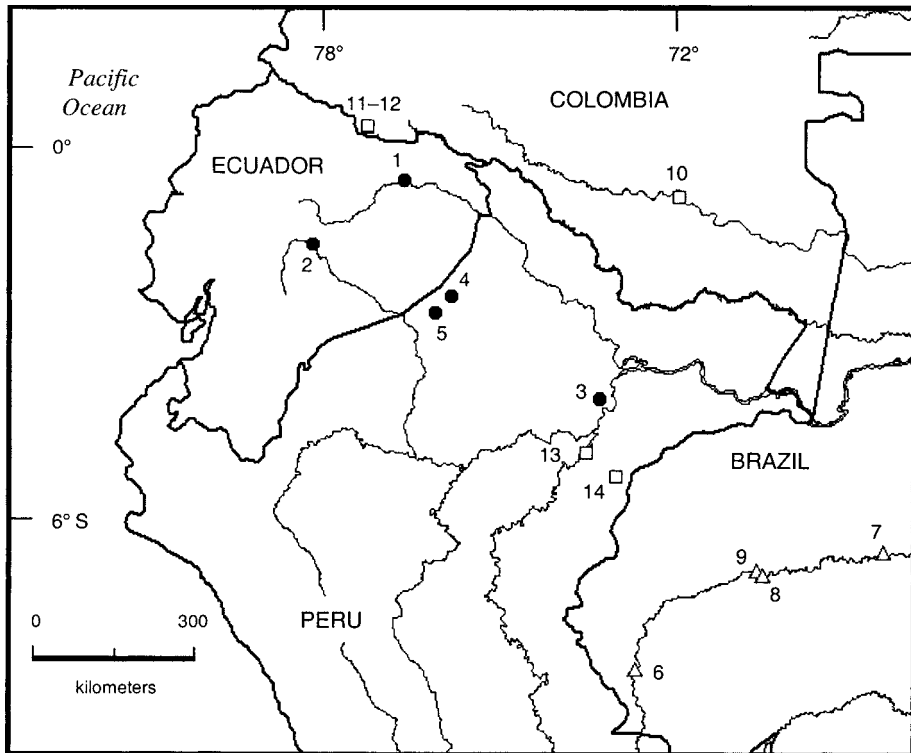 78°
72°
Pacific
Ocean
11–12
COLOMBIA
0°
ECUADOR
1
10
2
4
5
3
13
14
BRAZIL
6° S
7
9
8
0
300
PERU
6
kilometers